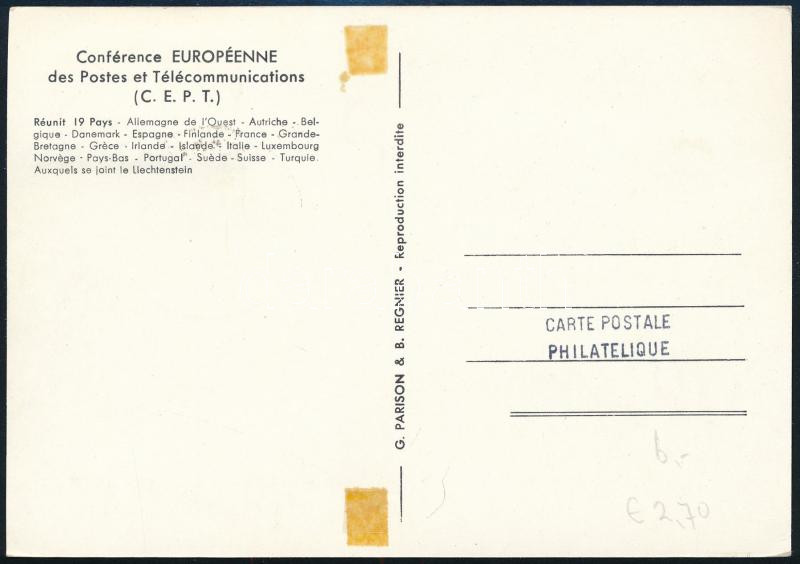 Conférence EUROPÉENNE
des Postes et Télécommunications
(C. E. P. T.)
Réunit 19 Pays - Allemagne de l'Ouest - Autriche - Bel-
gique - Danemark - Espagne - Finlande - France - Grande-
Bretagne - Grèce - Irlande - Islande - Italie - Luxembourg
Norvège - Pays-Bas - Portugal - Suède - Suisse - Turquie.
Auxquels se joint le Liechtenstein
G. PARISON & B. REGNIER - Reproduction interdite
CARTE POSTALE
PHILATELIQUE
6.-
€ 2,70